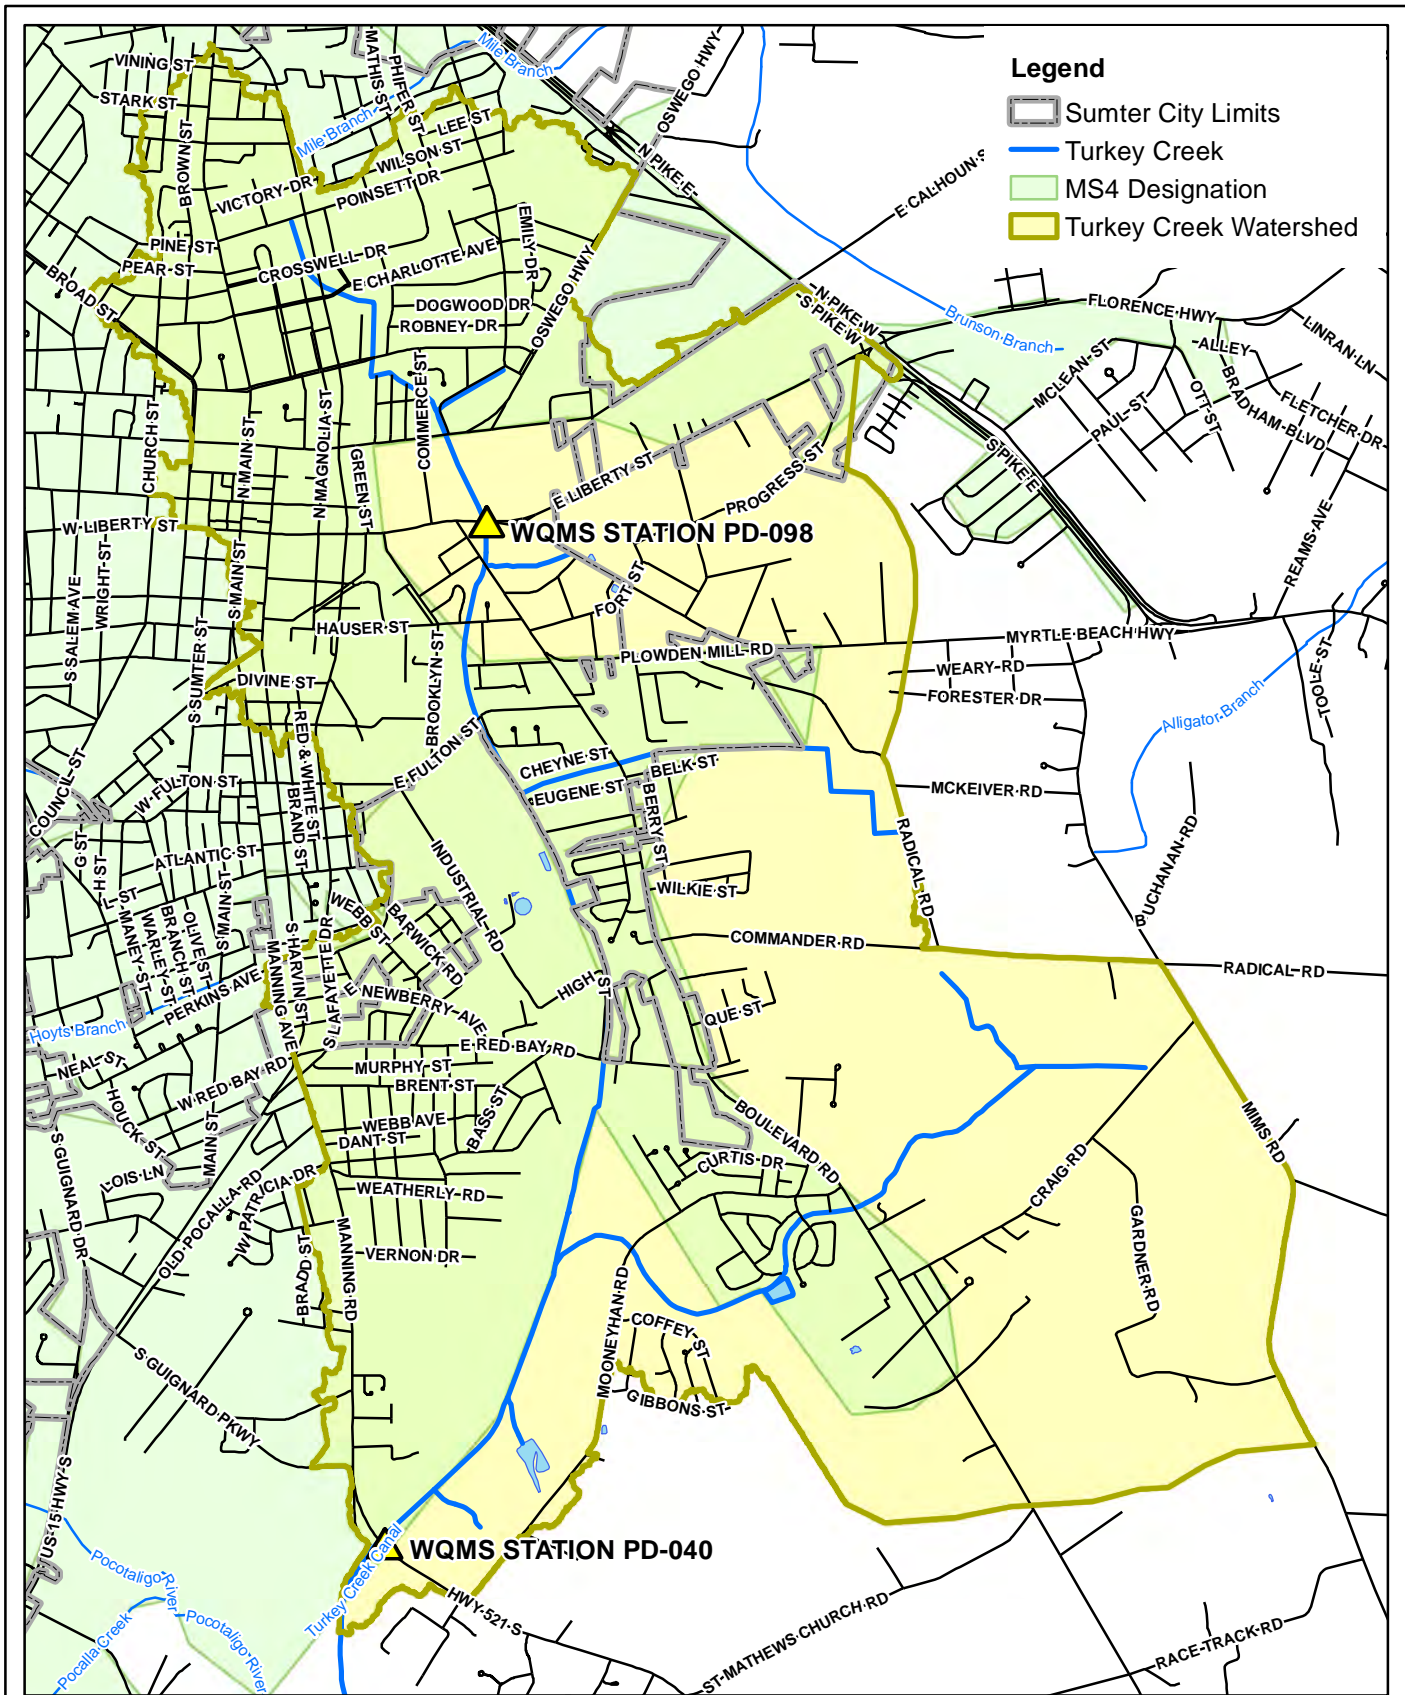 Legend
Sumter City Limits
Turkey Creek
MS4 Designation
Turkey Creek Watershed
VINING ST
STARK ST
BROWN ST
MATHIS ST
PHIFER ST
Mile Branch
Mile Branch
OSWEGO HWY
LEE ST
WILSON ST
N PIKE E
POINSETT DR
VICTORY DR
E CALHOUN S
PINE ST
PEAR ST
CROSSWELL DR
E CHARLOTTE AVE
EMILY DR
OSWEGO HWY
BROAD ST
DOGWOOD DR
ROBNEY DR
N PIKE W
S PIKE W
Brunson Branch
FLORENCE HWY
LINRAN LN
ALLEY
MCLEAN ST
OTT ST
BRADHAM BLVD
FLETCHER DR
PAUL ST
COMMERCE ST
CHURCH ST
N MAIN ST
N MAGNOLIA ST
GREEN ST
E LIBERTY ST
PROGRESS ST
S PIKE E
REAMS AVE
W LIBERTY ST
WQMS STATION PD-098
S SALEM AVE
WRIGHT ST
S MAIN ST
FORT ST
HAUSER ST
MYRTLE BEACH HWY
PLOWDEN MILL RD
WEARY RD
FORESTER DR
TOOLE ST
Alligator Branch
S SUMTER ST
DIVINE ST
BROOKLYN ST
RED & WHITE ST
E FULTON ST
CHEYNE ST
BELK ST
EUGENE ST
BERRY ST
MCKEIVER RD
COUNCIL ST
W FULTON ST
BRAND ST
G ST
H ST
ATLANTIC ST
INDUSTRIAL RD
RADICAL RD
BUCHANAN RD
L ST
WILKIE ST
MANEY ST
WARLEY ST
BRANCH ST
OLIVE ST
S MAIN ST
WEBB ST
BARWICK RD
COMMANDER RD
RADICAL RD
MANNING AVE
S HARVIN ST
S LAFAYETTE DR
PERKINS AVE
E NEWBERRY AVE
HIGH ST
QUE ST
Hoyts Branch
E RED BAY RD
NEAL ST
W RED BAY RD
MURPHY ST
BRENT ST
HOUCK ST
MAIN ST
WEBB AVE
BASS ST
DANT ST
BOULEVARD RD
MIMS RD
S GUIGNARD DR
LOIS LN
CURTIS DR
CRAIG RD
OLD POCALLA RD
W PATRICIA DR
WEATHERLY RD
GARDNER RD
BRADD ST
MANNING RD
VERNON DR
MOONEYHAN RD
COFFEY ST
S GUIGNARD PKWY
GIBBONS ST
US 15 HWY S
Turkey Creek Canal
WQMS STATION PD-040
Pocotaligo River
Pocalla Creek
Pocotaligo River
HWY 521 S
ST MATHEWS CHURCH RD
RACE TRACK RD